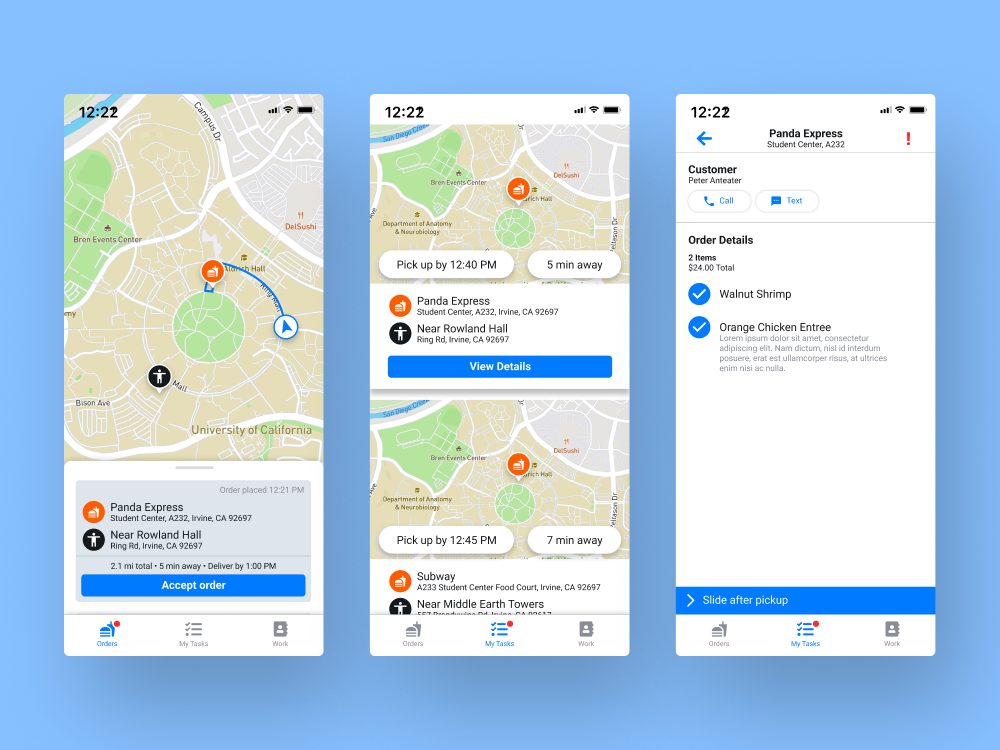 12:22
Campus Dr
DelSushi
Bren Events Center
Aldrich Hall
Ring Mall
my
Mall
Bison Ave
University of California
Order placed 12:21 PM
Panda Express
Student Center, A232, Irvine, CA 92697
Near Rowland Hall
Ring Rd, Irvine, CA 92697
2.1 mi total • 5 min away • Deliver by 1:00 PM
Accept order
Orders
My Tasks
Work
12:22
San Diego Creek
Bren Events Center
DelSushi
drich Hall
Ave
Department of Anatomy
& Neurobiology
Pick up by 12:40 PM
5 min away
Panda Express
Student Center, A232, Irvine, CA 92697
Near Rowland Hall
Ring Rd, Irvine, CA 92697
View Details
San Diego Creek
Bren Events Center
DelSushi
drich Hall
Ave
Department of Anatomy
& Neurobiology
Pick up by 12:45 PM
7 min away
Subway
A233 Student Center Food Court, Irvine, CA 92697
Near Middle Earth Towers
Orders
My Tasks
Work
12:22
Panda Express
Student Center, A232
!
Customer
Peter Anteater
Call
Text
Order Details
2 Items
$24.00 Total
Walnut Shrimp
Orange Chicken Entree
Lorem ipsum dolor sit amet, consectetur
adipiscing elit. Nam dictum, nisl id interdum
posuere, erat est ullamcorper risus, at ultrices
enim nisi ac nulla.
Slide after pickup
Orders
My Tasks
Work